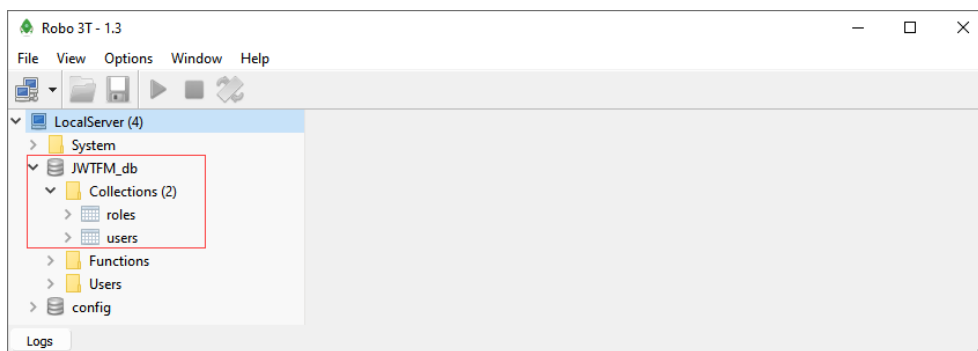 Robo 3T - 1.3
File View Options Window Help
LocalServer (4)
System
JWTFM_db
Collections (2)
roles
users
Functions
Users
config
Logs